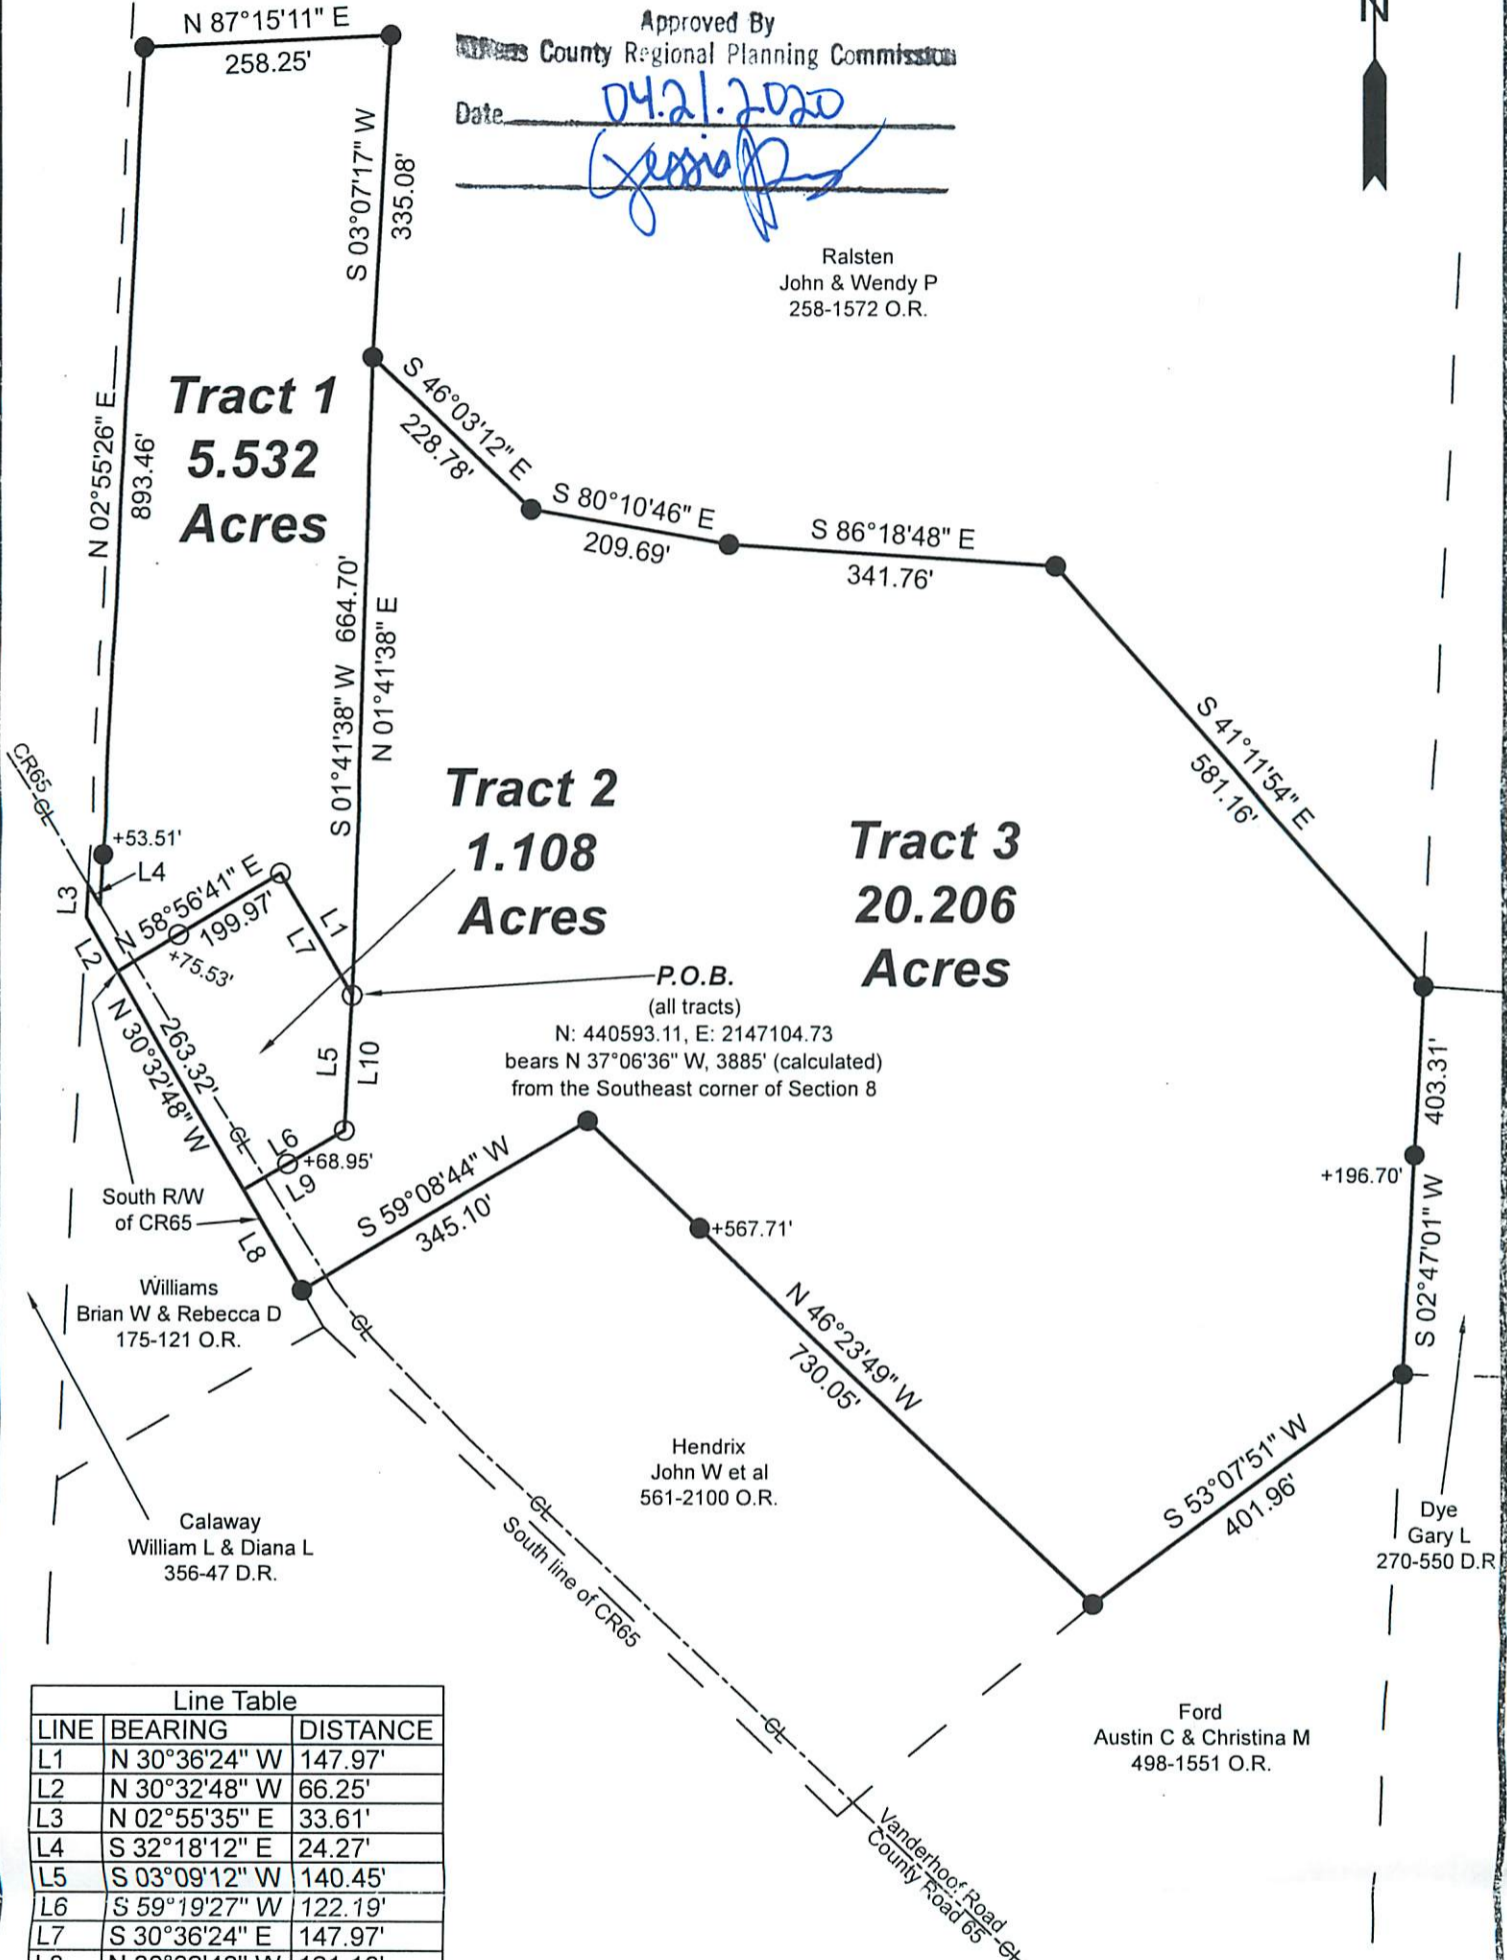 N 87°15'11" E
258.25'
Approved By
County Regional Planning Commission
Date 04.21.2020
N
S 03°07'17" W
335.08'
Ralsten
John & Wendy P
258-1572 O.R.
Tract 1
5.532
Acres
N 02°55'26" E
893.46'
S 46°03'12" E
228.78'
S 80°10'46" E
209.69'
S 86°18'48" E
341.76'
S 01°41'38" W 664.70'
N 01°41'38" E
S 41°11'54" E
581.16'
Tract 2
1.108
Acres
Tract 3
20.206
Acres
CR65
CL
+53.51'
L4
L3
L2
N 58°56'41" E
199.97'
+75.53'
L1
L7
P.O.B.
(all tracts)
N: 440593.11, E: 2147104.73
bears N 37°06'36" W, 3885' (calculated)
from the Southeast corner of Section 8
L5
L10
263.32'
N 30°32'48" W
CL
L6
+68.95'
L9
South R/W
of CR65
L8
S 59°08'44" W
345.10'
403.31'
+196.70'
S 02°47'01" W
+567.71'
N 46°23'49" W
730.05'
Williams
Brian W & Rebecca D
175-121 O.R.
CL
S 53°07'51" W
401.96'
Hendrix
John W et al
561-2100 O.R.
Calaway
William L & Diana L
356-47 D.R.
CL
South line of CR65
Dye
Gary L
270-550 D.R
Ford
Austin C & Christina M
498-1551 O.R.
CL
Vanderhoof Road
County Road 65
CL
Line Table
LINE BEARING DISTANCE
L1 N 30°36'24" W 147.97'
L2 N 30°32'48" W 66.25'
L3 N 02°55'35" E 33.61'
L4 S 32°18'12" E 24.27'
L5 S 03°09'12" W 140.45'
L6 S 59°19'27" W 122.19'
L7 S 30°36'24" E 147.97'